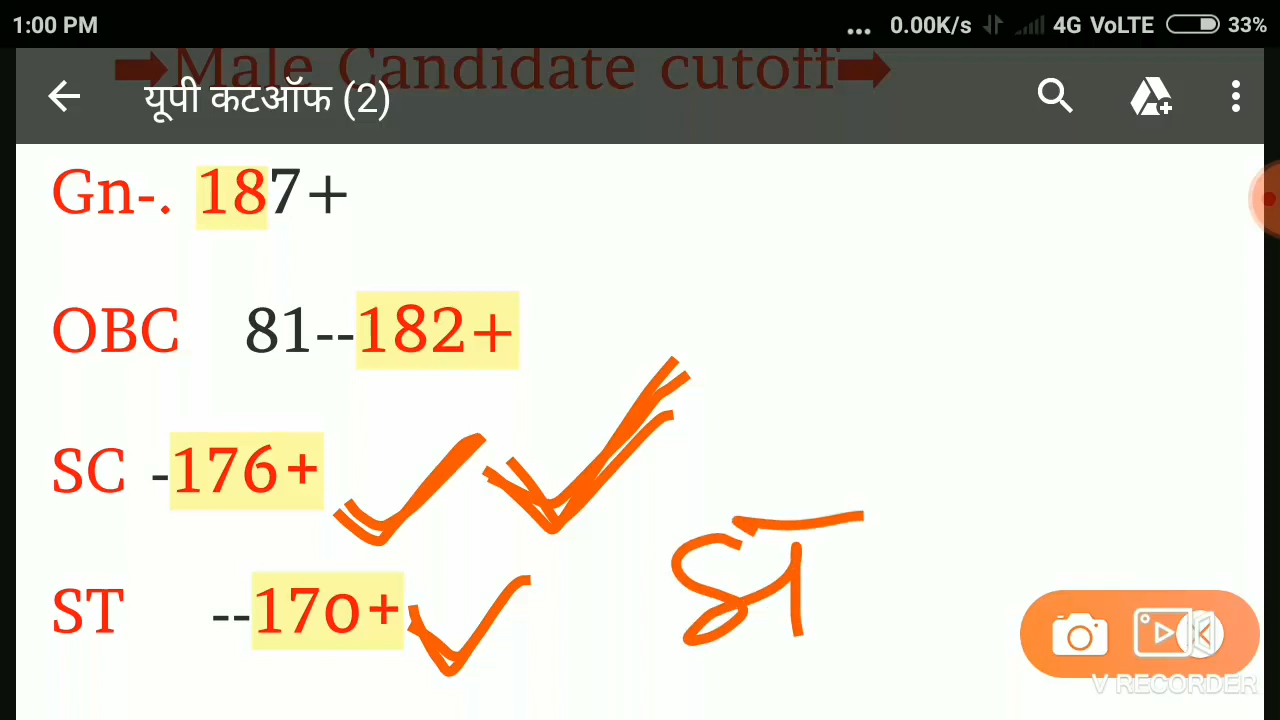 1:00 PM ... 0.00K/s 4G VoLTE 33%
Male Candidate cutoff
यूपी कटऑफ (2)
Gn-. 187+
OBC 81--182+
SC -176+
ST --170+
V RECORDER